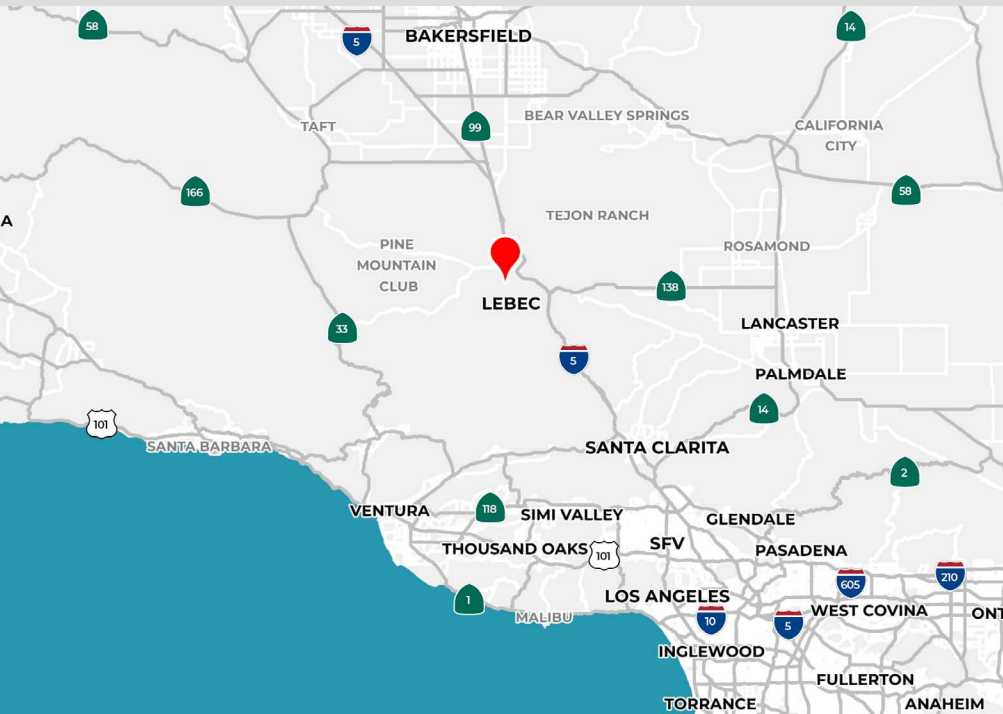 58
5
BAKERSFIELD
14
99
BEAR VALLEY SPRINGS
TAFT
CALIFORNIA
CITY
166
58
A
TEJON RANCH
PINE
MOUNTAIN
CLUB
ROSAMOND
138
LEBEC
33
LANCASTER
5
PALMDALE
14
101
SANTA BARBARA
SANTA CLARITA
2
VENTURA
118
SIMI VALLEY
GLENDALE
THOUSAND OAKS
101
SFV
PASADENA
605
210
1
LOS ANGELES
MALIBU
10
5
WEST COVINA
ONT
INGLEWOOD
FULLERTON
TORRANCE
ANAHEIM